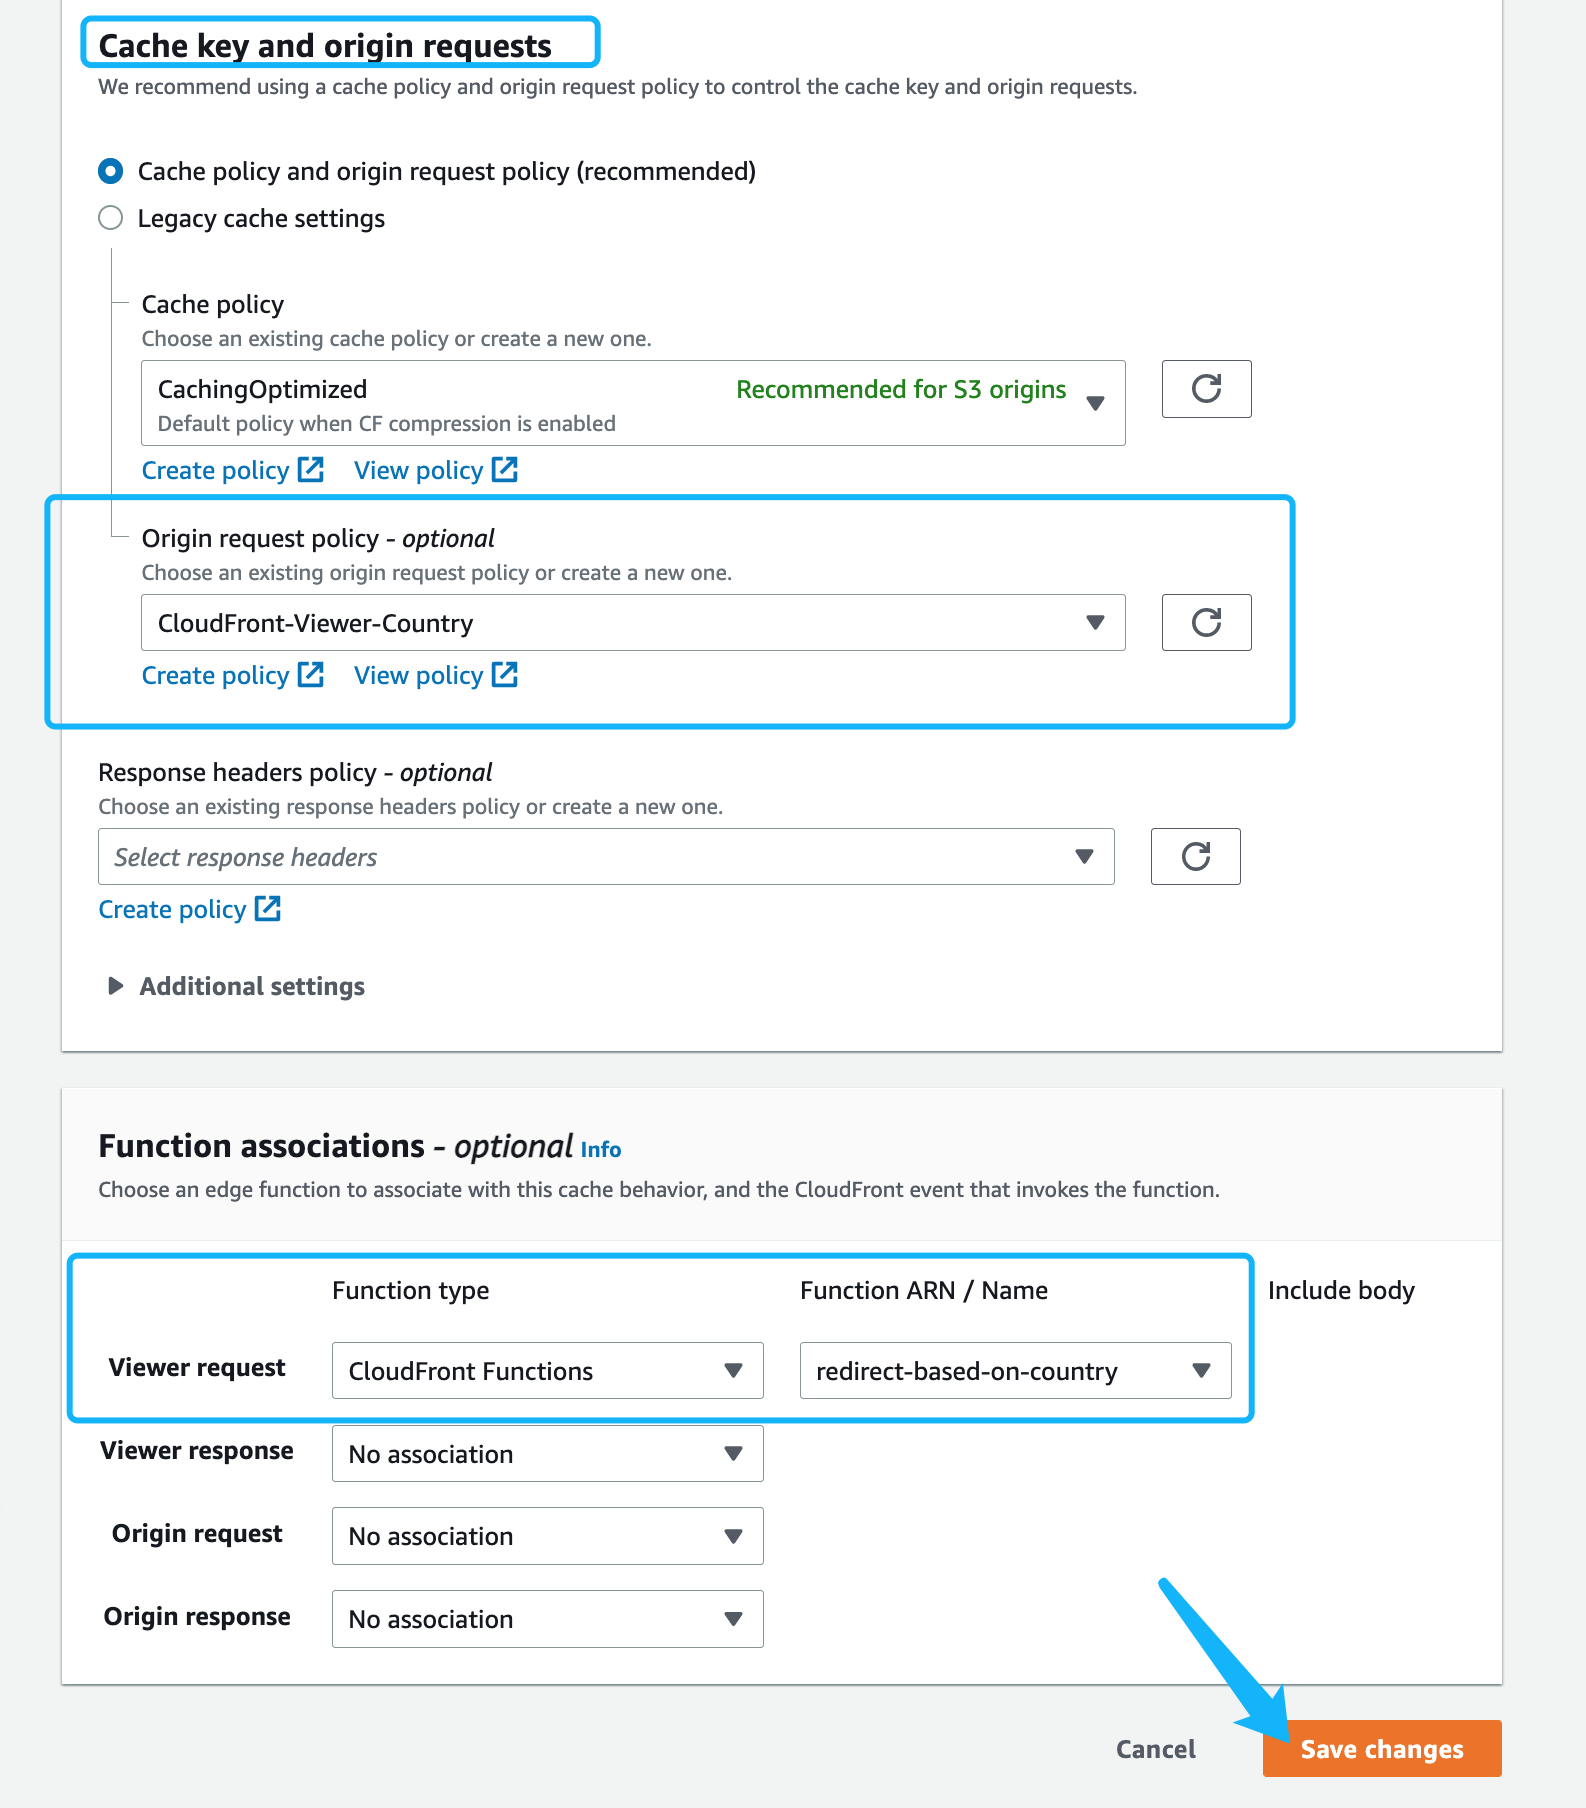 Cache key and origin requests
We recommend using a cache policy and origin request policy to control the cache key and origin requests.
Cache policy and origin request policy (recommended)
Legacy cache settings
Cache policy
Choose an existing cache policy or create a new one.
CachingOptimized Recommended for S3 origins
Default policy when CF compression is enabled
Create policy View policy
Origin request policy - optional
Choose an existing origin request policy or create a new one.
CloudFront-Viewer-Country
Create policy View policy
Response headers policy - optional
Choose an existing response headers policy or create a new one.
Select response headers
Create policy
Additional settings
Function associations - optional Info
Choose an edge function to associate with this cache behavior, and the CloudFront event that invokes the function.
Function type Function ARN / Name Include body
Viewer request CloudFront Functions redirect-based-on-country
Viewer response No association
Origin request No association
Origin response No association
Cancel Save changes